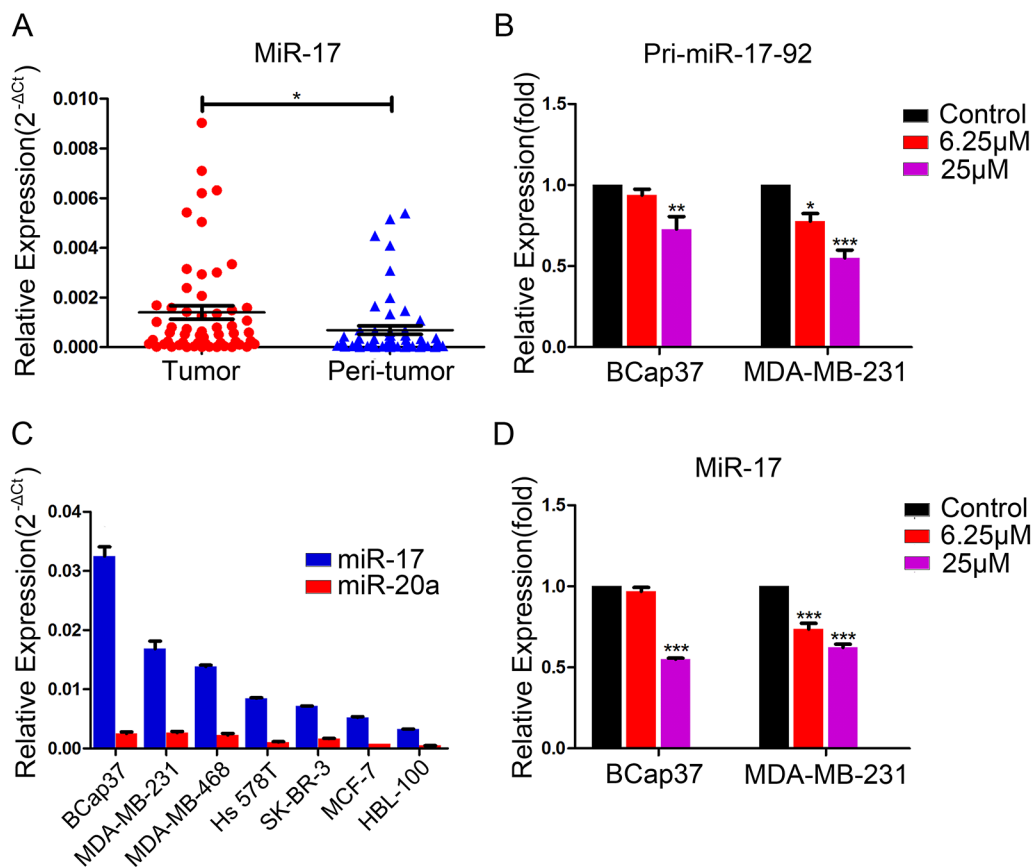 A
MiR-17
Relative Expression(2^-ΔCt)
*
0.010
0.008
0.006
0.004
0.002
0.000
Tumor Peri-tumor
B
Pri-miR-17-92
Relative Expression(fold)
1.5
1.0
0.5
0.0
Control
6.25μM
25μM
**
*
***
BCap37 MDA-MB-231
C
Relative Expression(2^-ΔCt)
0.04
0.03
0.02
0.01
0.00
miR-17
miR-20a
BCap37
MDA-MB-231
MDA-MB-468
Hs 578T
SK-BR-3
MCF-7
HBL-100
D
MiR-17
Relative Expression(fold)
1.5
1.0
0.5
0.0
Control
6.25μM
25μM
***
***
***
BCap37 MDA-MB-231